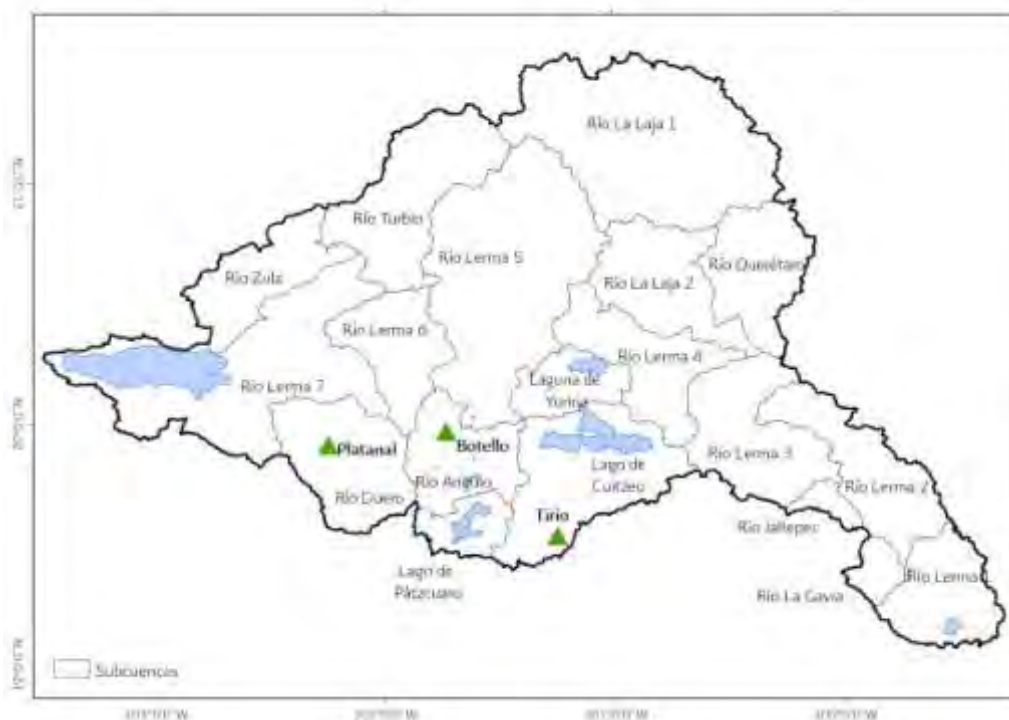 Río La Laja 1
Río Turbio
Río Lerma 5
Río Querétaro
Río Zula
Río La Laja 2
Río Lerma 6
Río Lerma 4
Río Lerma 7
Laguna de
Yuriria
Platanal
Botello
Río Lerma 3
Río Angulo
Lago de
Cuitzeo
Río Duero
Río Lerma 2
Tirio
Río Jaltepec
Lago de
Pátzcuaro
Río Lerma 1
Río La Gavia
Subcuencas